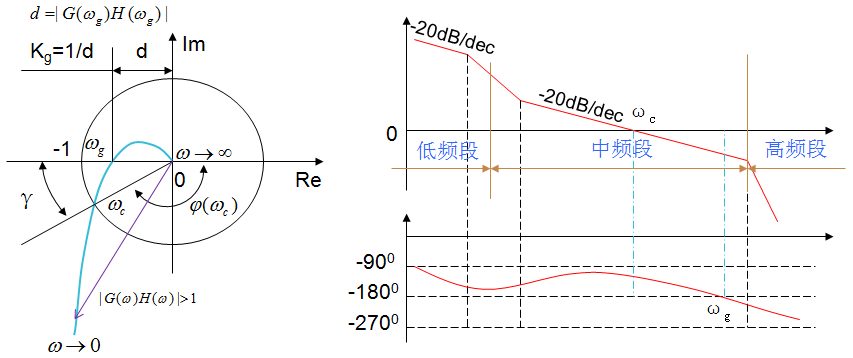 d=|G(ω_g)H(ω_g)|
Im
K_g=1/d
d
-1
ω_g
ω→∞
0
Re
γ
ω_c
φ(ω_c)
|G(ω)H(ω)|>1
ω→0
-20dB/dec
-20dB/dec
ω_c
0
低频段
中频段
高频段
-90⁰
-180⁰
ω_g
-270⁰